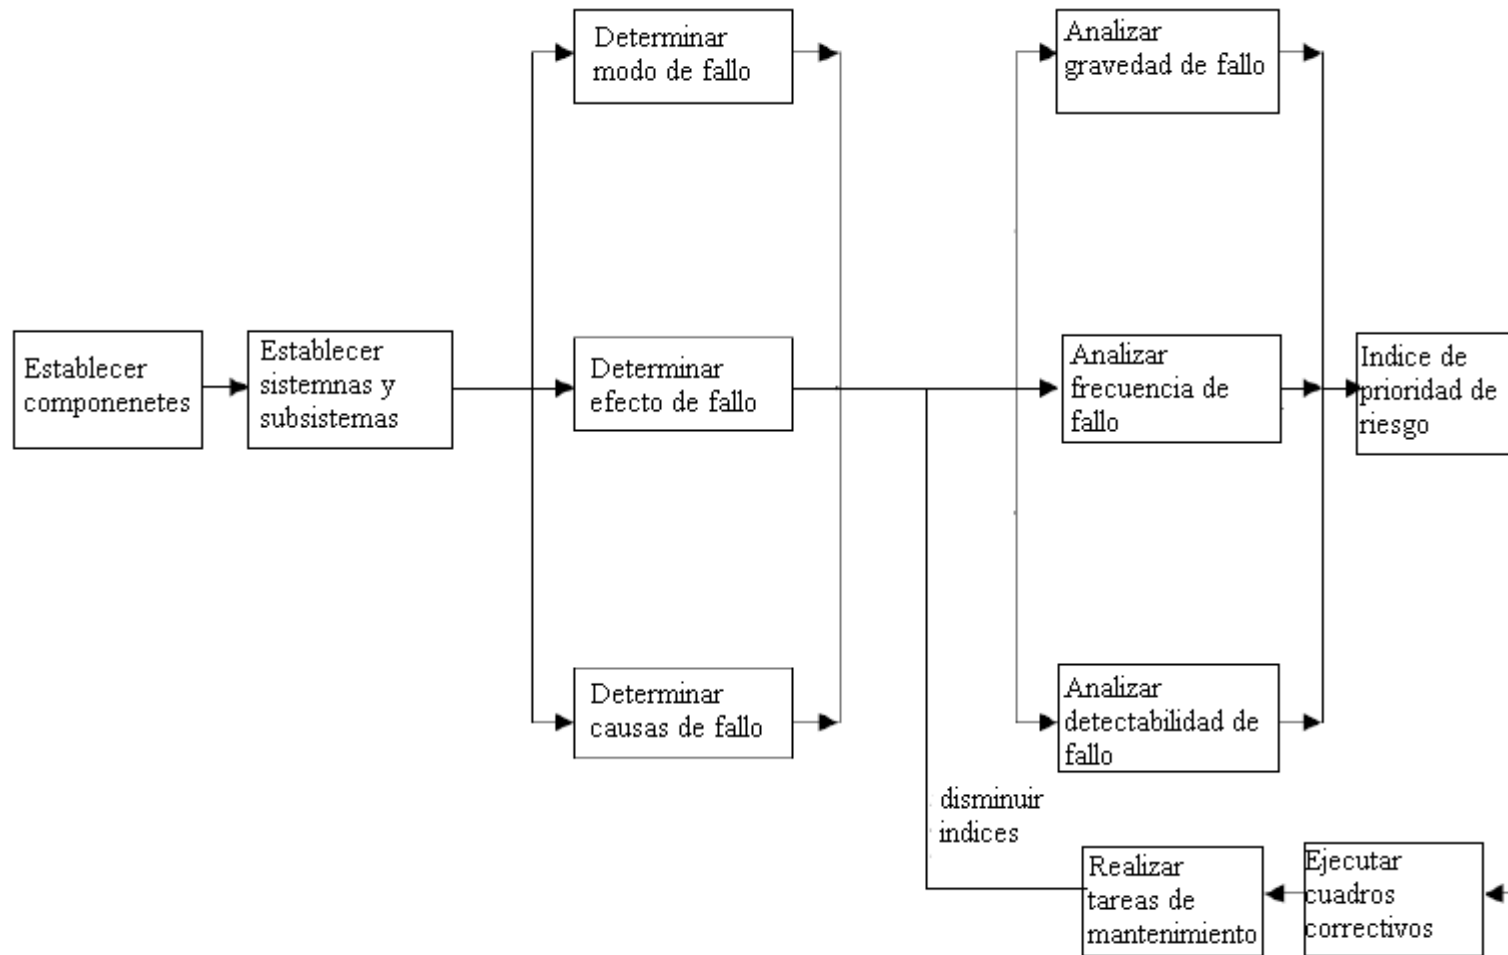 Establecer
componenetes
Establecer
sistemnas y
subsistemas
Determinar
modo de fallo
Determinar
efecto de fallo
Determinar
causas de fallo
Analizar
gravedad de fallo
Analizar
frecuencia de
fallo
Analizar
detectabilidad de
fallo
Indice de
prioridad de
riesgo
disminuir
indices
Realizar
tareas de
mantenimiento
Ejecutar
cuadros
correctivos